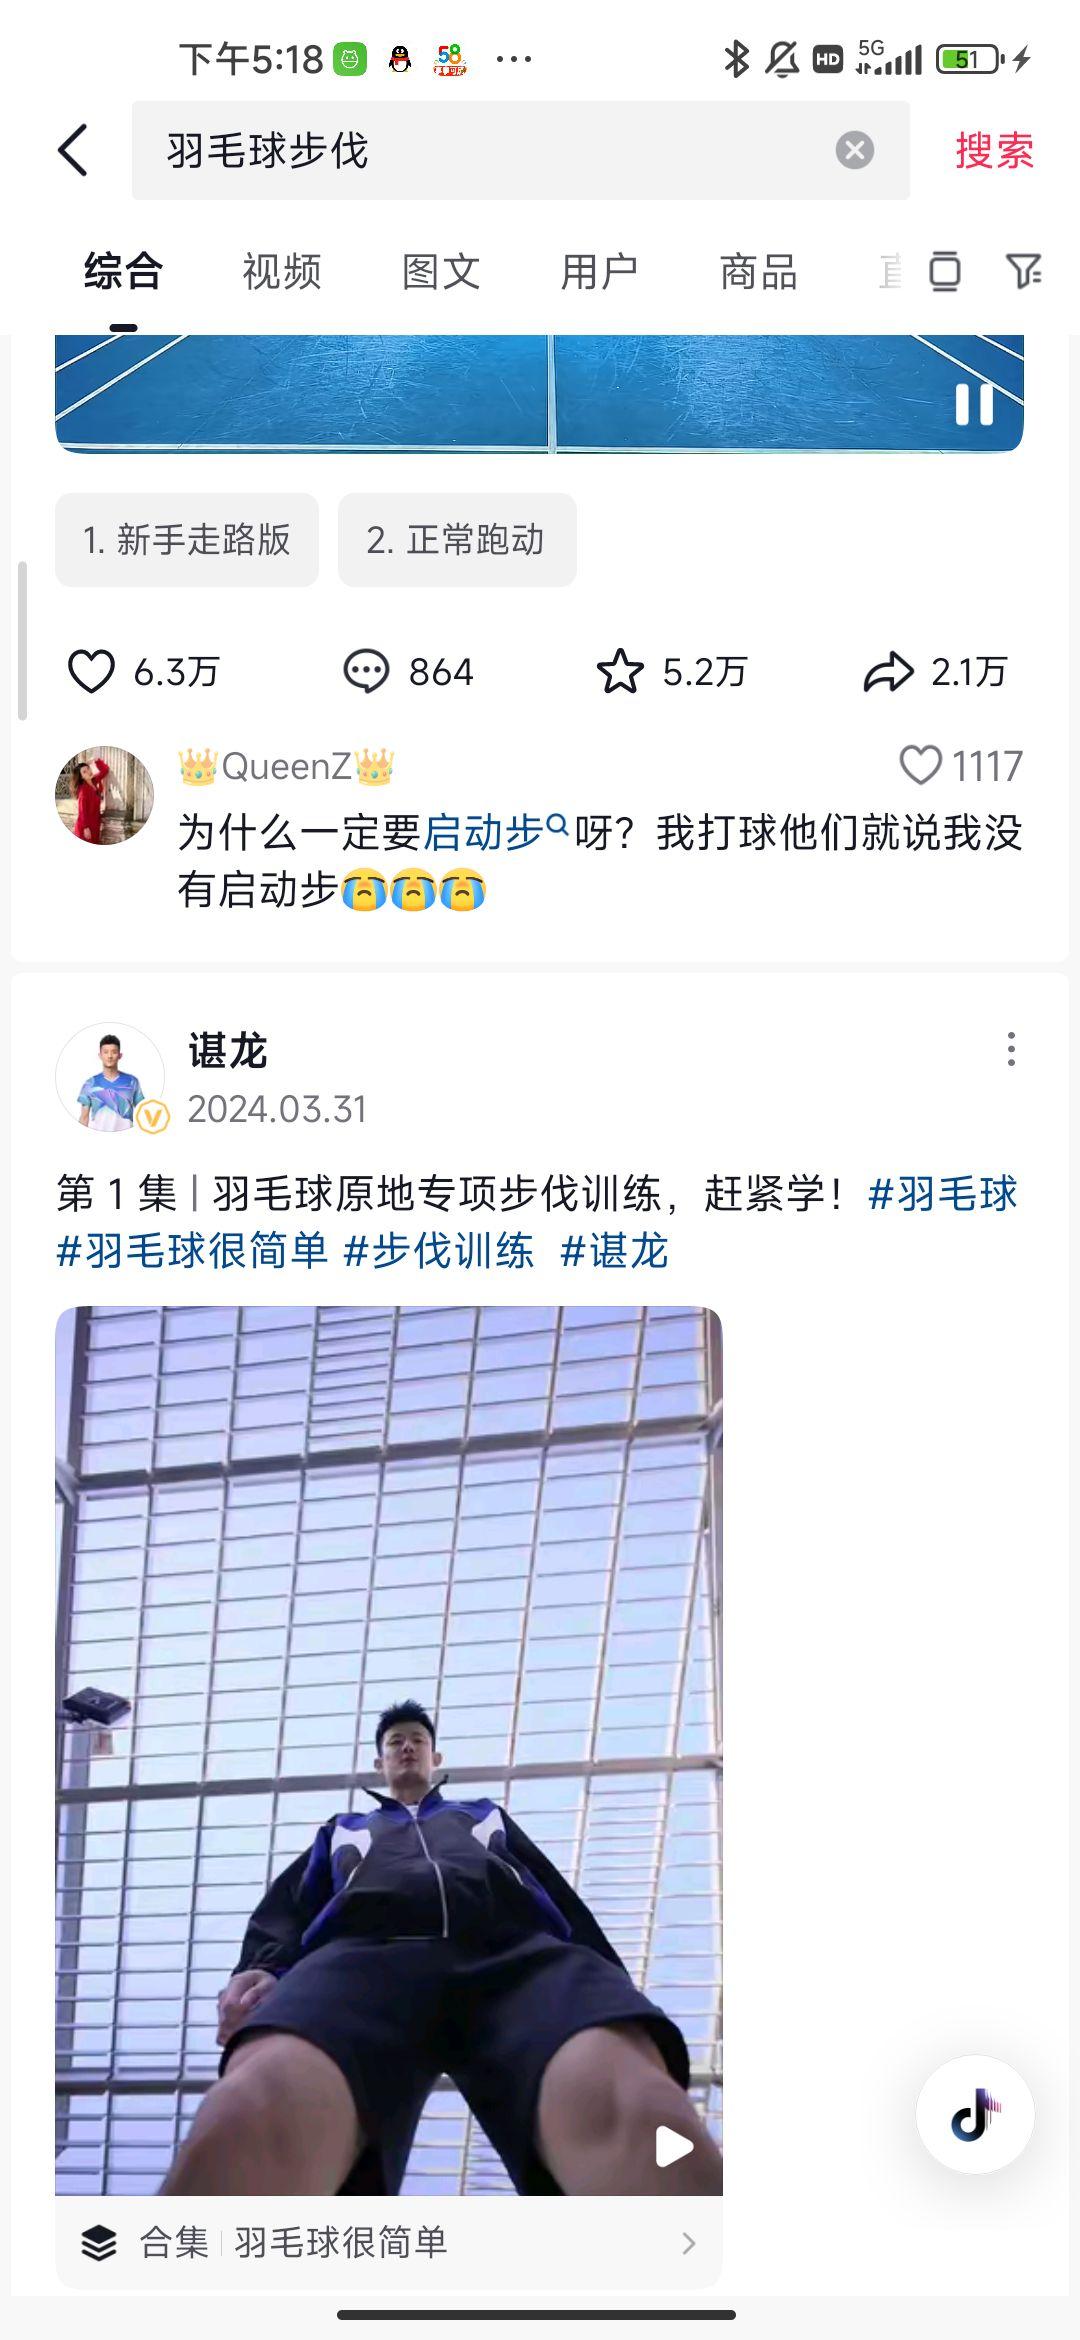 下午5:18
58
HD
5G
51
羽毛球步伐
搜索
综合
视频
图文
用户
商品
1. 新手走路版
2. 正常跑动
6.3万
864
5.2万
2.1万
👑QueenZ👑
1117
为什么一定要启动步呀？我打球他们就说我没
有启动步😭😭😭
谌龙
2024.03.31
第 1 集 | 羽毛球原地专项步伐训练，赶紧学！#羽毛球
#羽毛球很简单 #步伐训练 #谌龙
合集
羽毛球很简单